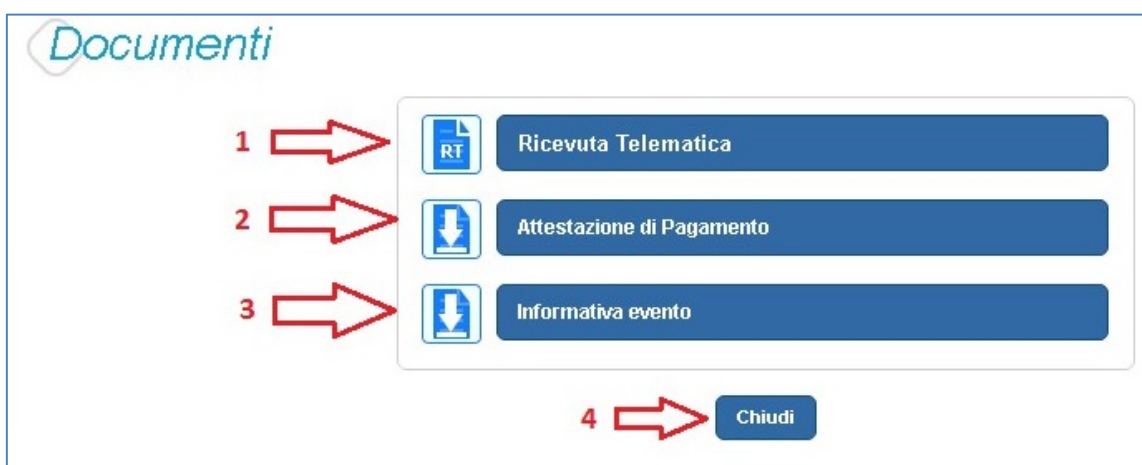 Documenti
1 RT Ricevuta Telematica
2 Attestazione di Pagamento
3 Informativa evento
4 Chiudi